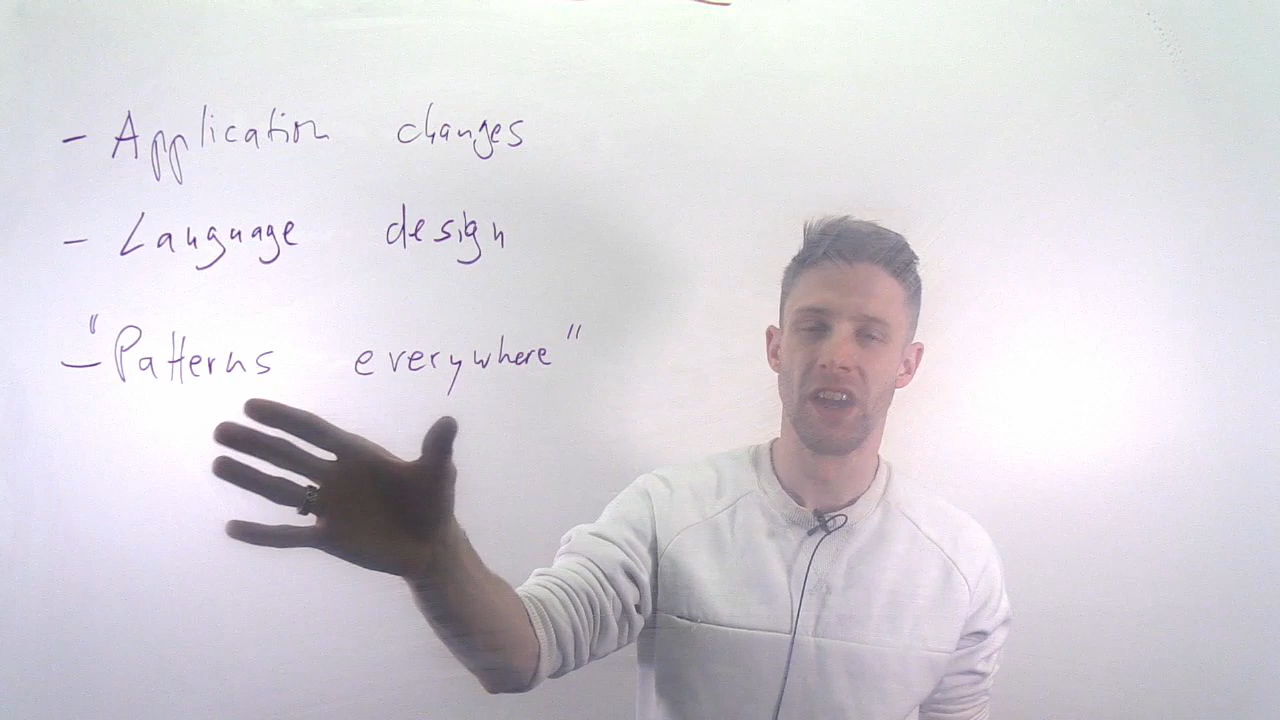 - Application changes
- Language design
- "Patterns everywhere"